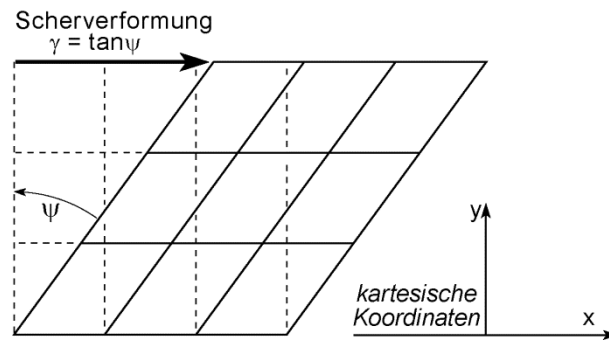 Scherverformung
γ = tanψ
ψ
y
kartesische
Koordinaten
x